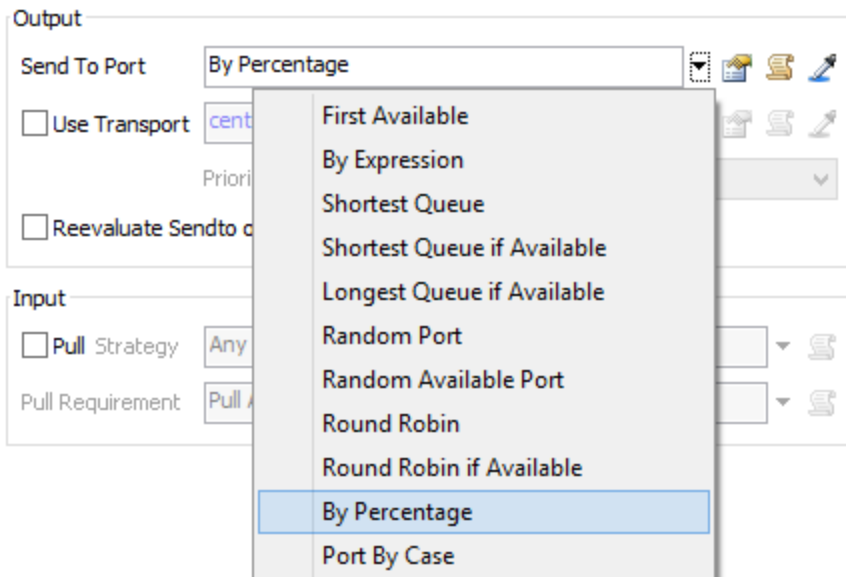 Output
Send To Port By Percentage
Use Transport cent
First Available
By Expression
Priori
Shortest Queue
Reevaluate Sendto
Shortest Queue if Available
Longest Queue if Available
Input
Pull Strategy Any
Random Port
Random Available Port
Pull Requirement Pull
Round Robin
Round Robin if Available
By Percentage
Port By Case